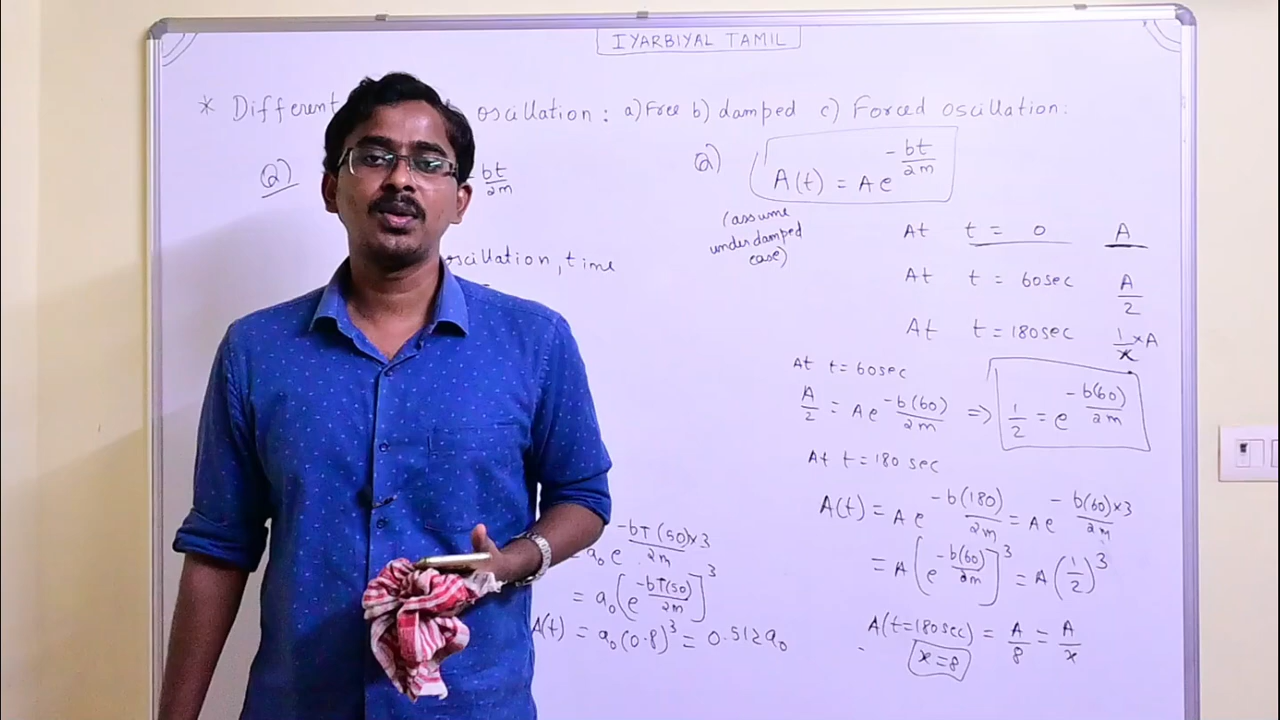 IYARBIYAL TAMIL
* Different oscillation : a) Free b) damped c) Forced oscillation:
Q)
bt/2m
oscillation, time
= a₀ e^(-bT(50)×3/2m)
= a₀ (e^(-bT(50)/2m)]³
A(t) = a₀(0.8)³ = 0.512a₀
Q) A(t) = A e^(-bt/2m)
(assume
underdamped
case)
At t = 0 A
At t = 60sec A/2
At t = 180sec 1/x × A
At t = 60sec
A/2 = A e^(-b(60)/2m) ⇒ 1/2 = e^(-b(60)/2m)
At t = 180 sec
A(t) = A e^(-b(180)/2m) = A e^(-b(60)×3/2m)
= A (e^(-b(60)/2m)]³ = A(1/2)³
A(t=180sec) = A/8 = A/x
x=8